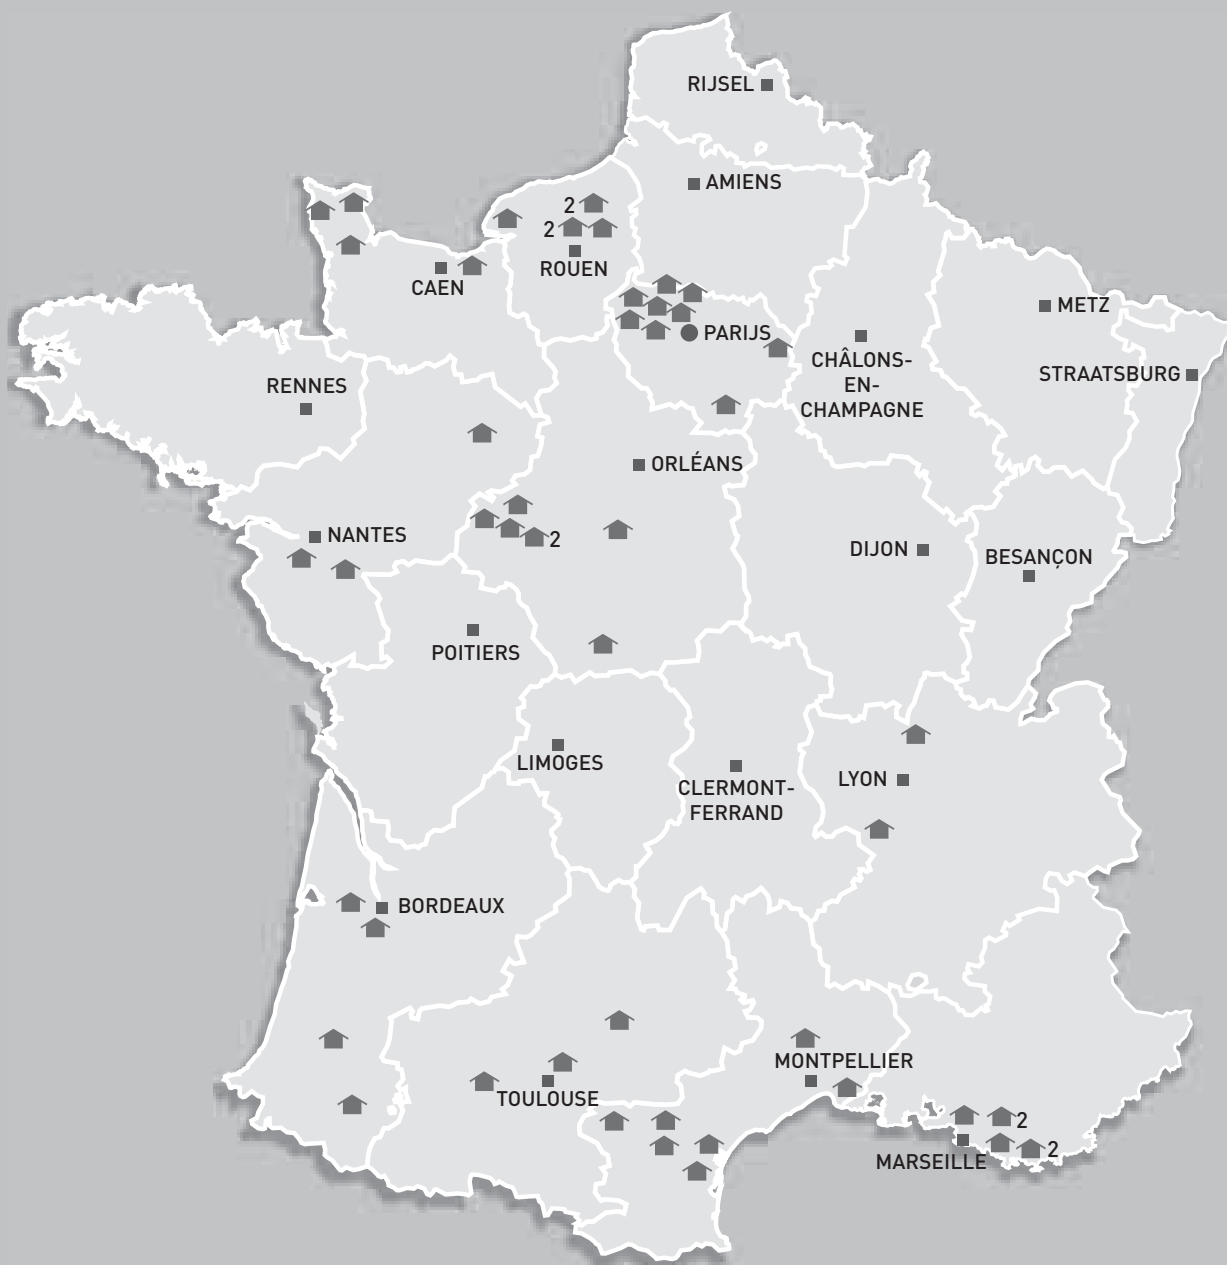 RIJSEL
AMIENS
2
2
ROUEN
CAEN
METZ
PARIJS
CHÂLONS-
EN-
CHAMPAGNE
STRAATSBURG
RENNES
ORLÉANS
NANTES
2
DIJON
BESANÇON
POITIERS
LIMOGES
CLERMONT-
FERRAND
LYON
BORDEAUX
MONTPELLIER
TOULOUSE
2
2
MARSEILLE